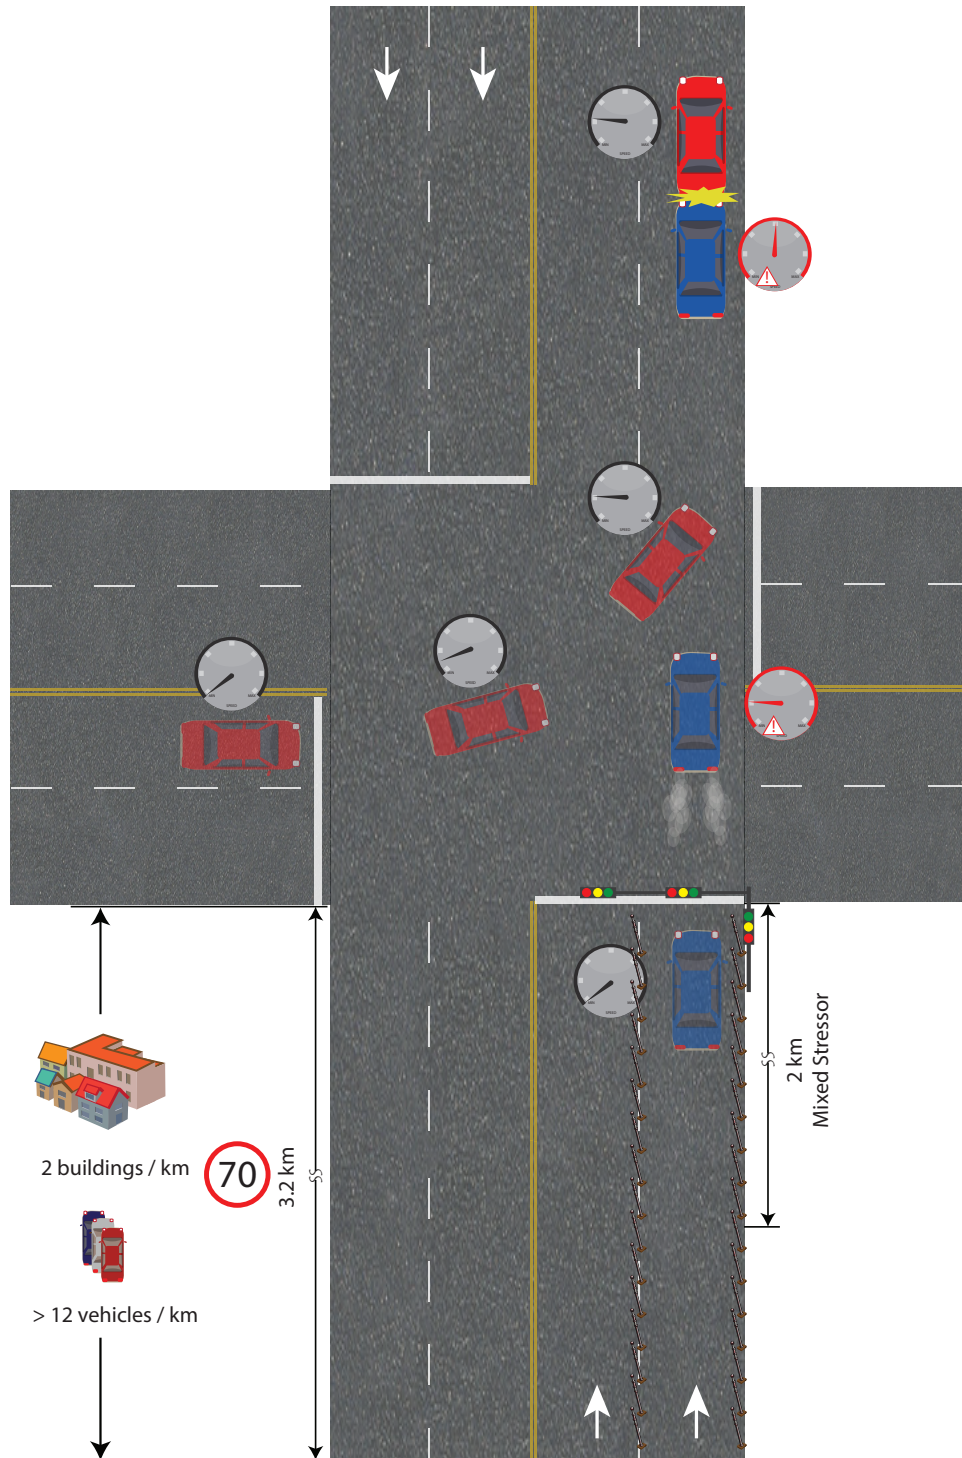 2 buildings / km
70
3.2 km
> 12 vehicles / km
2 km
Mixed Stressor
!
!